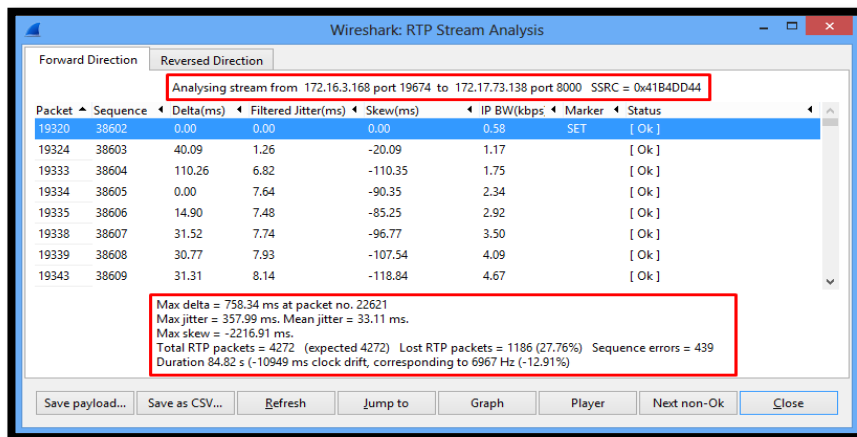 Wireshark: RTP Stream Analysis
Forward Direction Reversed Direction
Analysing stream from 172.16.3.168 port 19674 to 172.17.73.138 port 8000 SSRC = 0x41B4DD44
Packet Sequence Delta(ms) Filtered Jitter(ms) Skew(ms) IP BW(kbps) Marker Status
19320 38602 0.00 0.00 0.00 0.58 SET [ Ok ]
19324 38603 40.09 1.26 -20.09 1.17 [ Ok ]
19333 38604 110.26 6.82 -110.35 1.75 [ Ok ]
19334 38605 0.00 7.64 -90.35 2.34 [ Ok ]
19335 38606 14.90 7.48 -85.25 2.92 [ Ok ]
19338 38607 31.52 7.74 -96.77 3.50 [ Ok ]
19339 38608 30.77 7.93 -107.54 4.09 [ Ok ]
19343 38609 31.31 8.14 -118.84 4.67 [ Ok ]
Max delta = 758.34 ms at packet no. 22621
Max jitter = 357.99 ms. Mean jitter = 33.11 ms.
Max skew = -2216.91 ms.
Total RTP packets = 4272 (expected 4272) Lost RTP packets = 1186 (27.76%) Sequence errors = 439
Duration 84.82 s (-10949 ms clock drift, corresponding to 6967 Hz (-12.91%)
Save payload... Save as CSV... Refresh Jump to Graph Player Next non-Ok Close